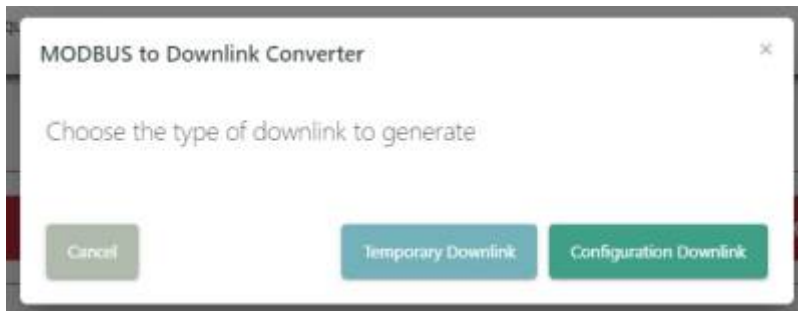 MODBUS to Downlink Converter
Choose the type of downlink to generate
Cancel
Temporary Downlink
Configuration Downlink